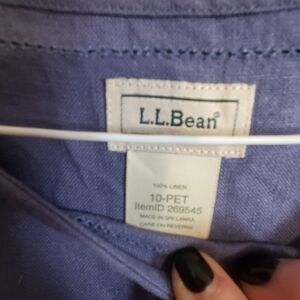 L.L.Bean®
100% LINEN
10-PET
ItemID 269545
MADE IN SRI LANKA
CARE ON REVERSE